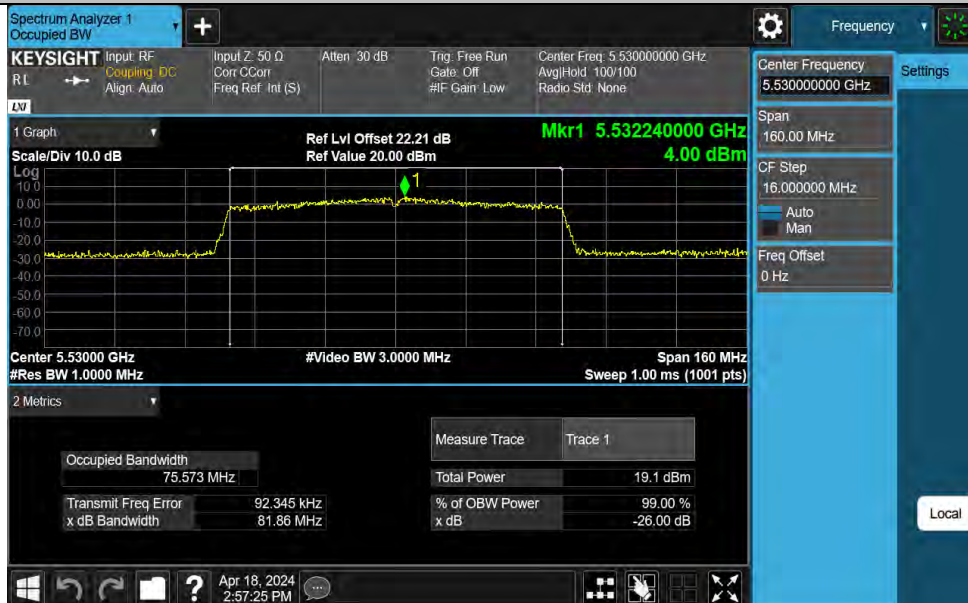 Spectrum Analyzer 1
Occupied BW
Frequency
KEYSIGHT
Input: RF
Coupling: DC
Align: Auto
Input Z: 50 Ω
Corr CCorr
Freq Ref: Int (S)
Atten: 30 dB
Trig: Free Run
Gate: Off
#IF Gain: Low
Center Freq: 5.530000000 GHz
Avg|Hold: 100/100
Radio Std: None
LXI
Center Frequency
5.530000000 GHz
Settings
Span
160.00 MHz
CF Step
16.000000 MHz
Auto
Man
Freq Offset
0 Hz
Local
1 Graph
Scale/Div 10.0 dB
Ref Lvl Offset 22.21 dB
Ref Value 20.00 dBm
Mkr1 5.532240000 GHz
4.00 dBm
Log
1
10.0
0.00
-10.0
-20.0
-30.0
-40.0
-50.0
-60.0
-70.0
Center 5.53000 GHz
#Res BW 1.0000 MHz
#Video BW 3.0000 MHz
Span 160 MHz
Sweep 1.00 ms (1001 pts)
2 Metrics
Measure Trace Trace 1
Occupied Bandwidth
75.573 MHz
Total Power 19.1 dBm
Transmit Freq Error 92.345 kHz
% of OBW Power 99.00 %
x dB Bandwidth 81.86 MHz
x dB -26.00 dB
?
Apr 18, 2024
2:57:25 PM